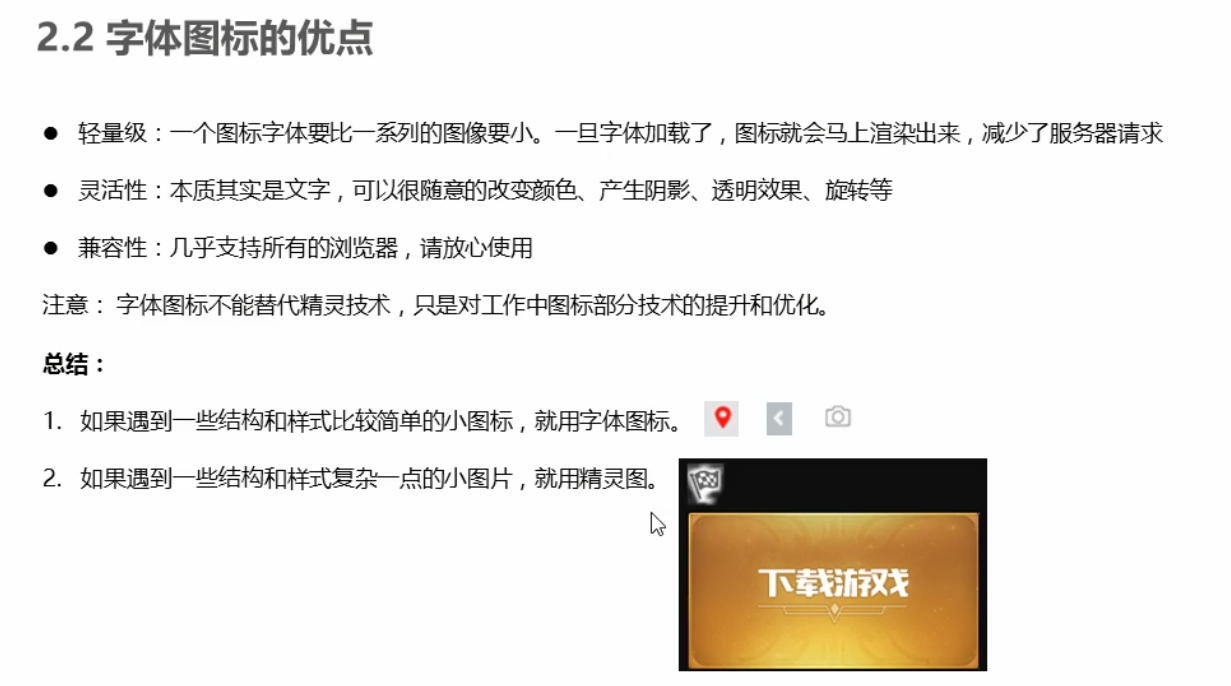 2.2 字体图标的优点
● 轻量级：一个图标字体要比一系列的图像要小。一旦字体加载了，图标就会马上渲染出来，减少了服务器请求
● 灵活性：本质其实是文字，可以很随意的改变颜色、产生阴影、透明效果、旋转等
● 兼容性：几乎支持所有的浏览器，请放心使用
注意： 字体图标不能替代精灵技术，只是对工作中图标部分技术的提升和优化。
总结：
1. 如果遇到一些结构和样式比较简单的小图标，就用字体图标。
2. 如果遇到一些结构和样式复杂一点的小图片，就用精灵图。
下载游戏